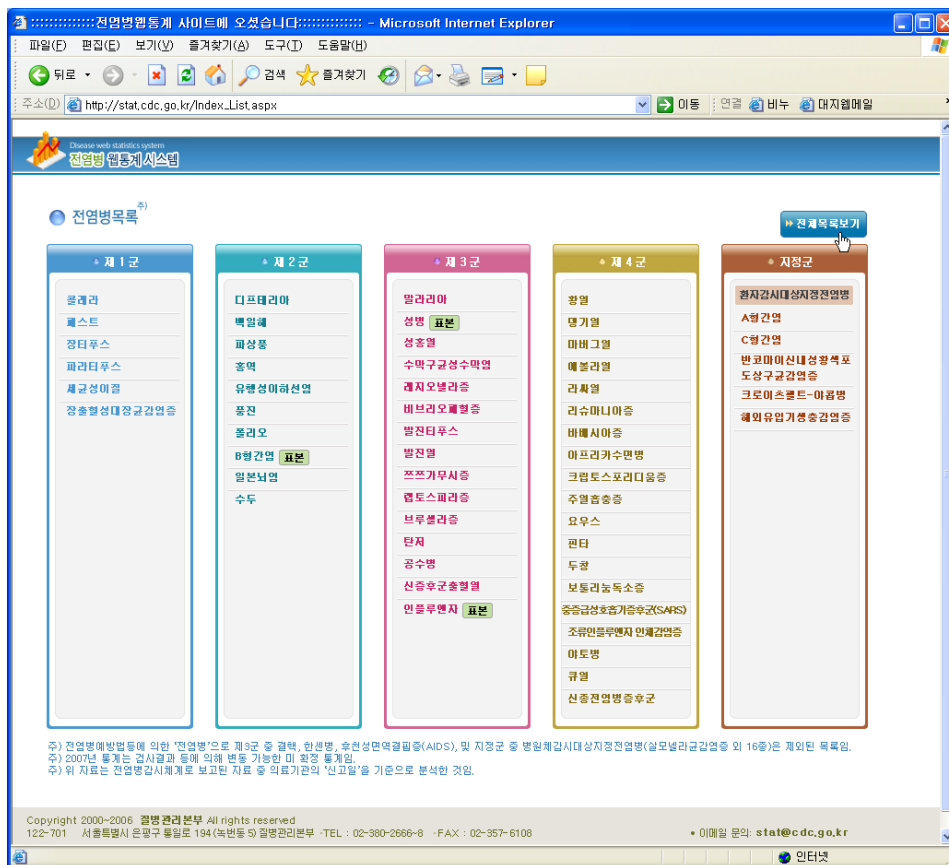 :::::::::::::전염병웹통계 사이트에 오셨습니다::::::::::::: - Microsoft Internet Explorer
파일(F) 편집(E) 보기(V) 즐겨찾기(A) 도구(T) 도움말(H)
뒤로 검색 즐겨찾기
주소(D) http://stat.cdc.go.kr/Index_List.aspx 이동 연결 비누 대지웹메일
Disease web statistics system
전염병 웹통계 시스템
전염병목록주)
전체목록보기
제 1 군
콜레라
페스트
장티푸스
파라티푸스
세균성이질
장출혈성대장균감염증
제 2 군
디프테리아
백일해
파상풍
홍역
유행성이하선염
풍진
폴리오
B형간염 표본
일본뇌염
수두
제 3 군
말라리아
성병 표본
성홍열
수막구균성수막염
레지오넬라증
비브리오패혈증
발진티푸스
발진열
쯔쯔가무시증
렙토스피라증
브루셀라증
탄저
공수병
신증후군출혈열
인플루엔자 표본
제 4 군
황열
뎅기열
마버그열
에볼라열
라싸열
리슈마니아증
바베시아증
아프리카수면병
크립토스포리디움증
주혈흡충증
요우스
핀타
두창
보툴리눔독소증
중증급성호흡기증후군(SARS)
조류인플루엔자 인체감염증
야토병
큐열
신종전염병증후군
지정군
환자감시대상지정전염병
A형간염
C형간염
반코마이신내성황색포
도상구균감염증
크로이츠펠트-야콥병
해외유입기생충감염증
주) 전염병예방법등에 의한 '전염병'으로 제3군 중 결핵, 한센병, 후천성면역결핍증(AIDS), 및 지정군 중 병원체감시대상지정전염병(살모넬라균감염증 외 16종)은 제외된 목록임.
주) 2007년 통계는 검사결과 등에 의해 변동 가능한 미 확정 통계임.
주) 위 자료는 전염병감시체계로 보고된 자료 중 의료기관의 '신고일'을 기준으로 분석한 것임.
Copyright 2000~2006 질병관리본부 All rights reserved
122-701 서울특별시 은평구 통일로 194 (녹번동 5) 질병관리본부 ·TEL : 02-380-2666~8 ·FAX : 02-357-6108
• 이메일 문의: stat@cdc.go.kr
인터넷